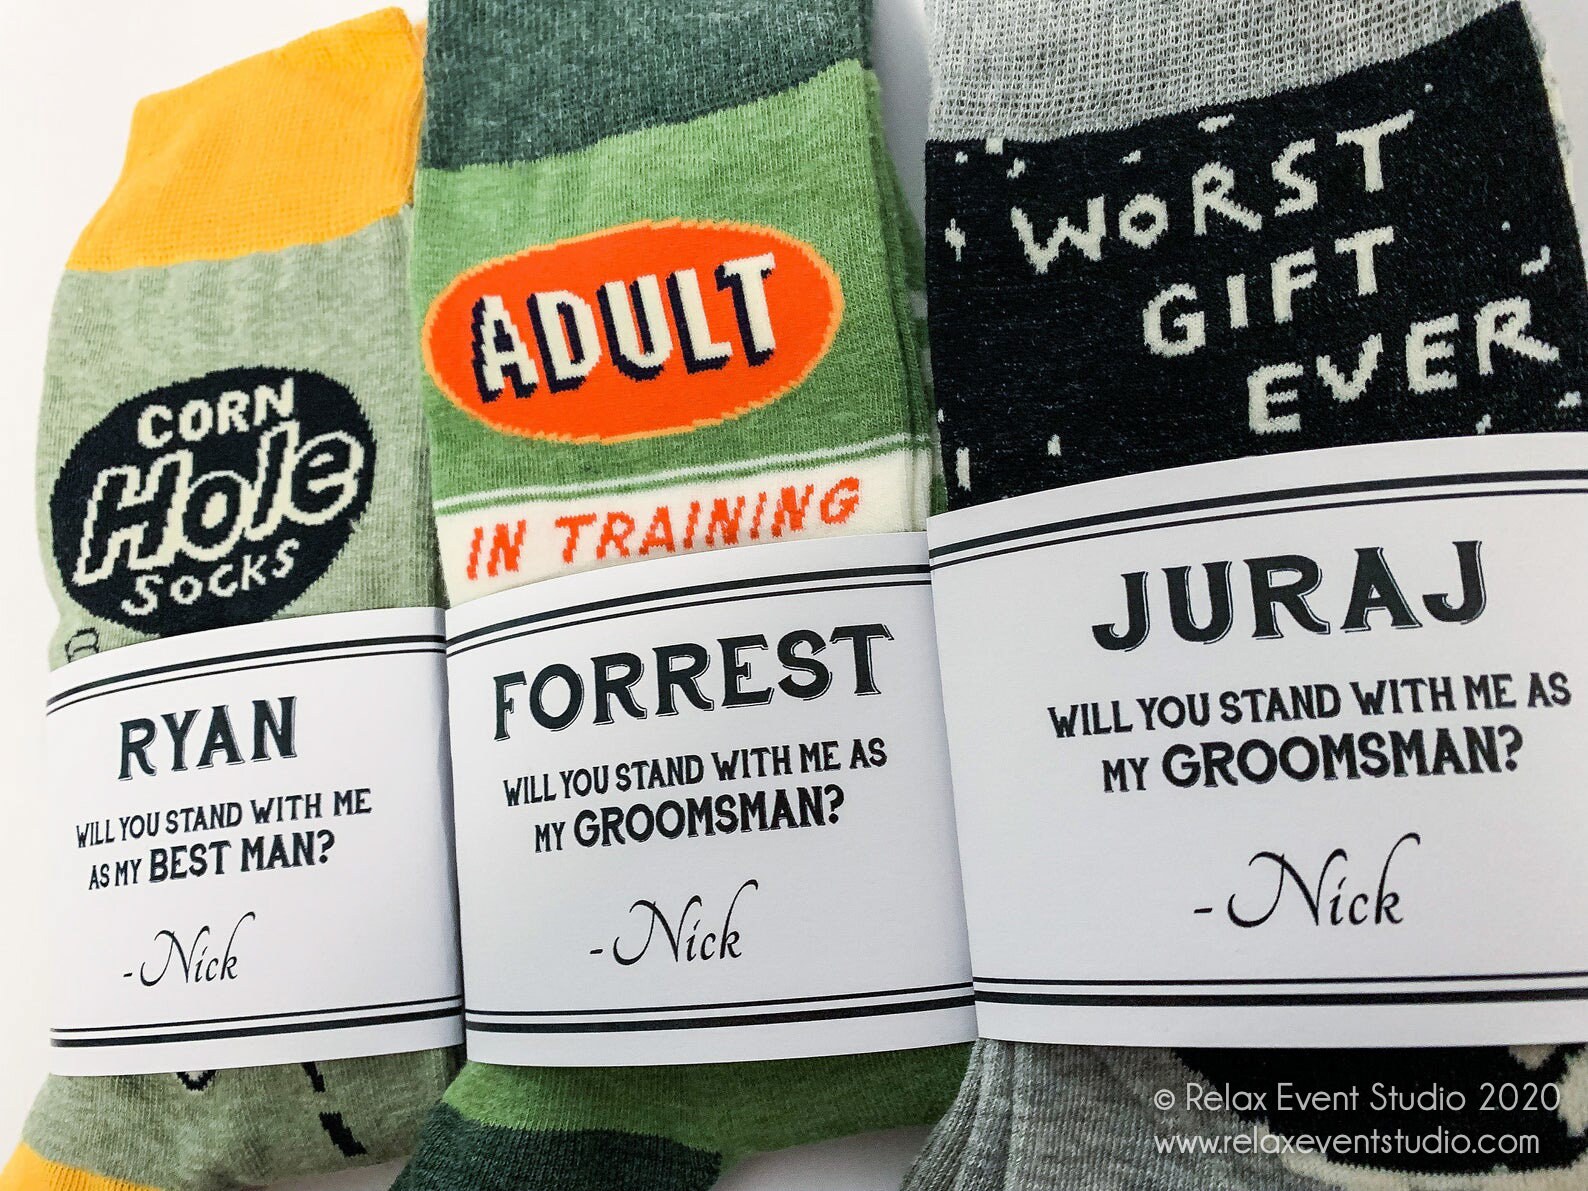 CORN
Hole
SOCKS
RYAN
WILL YOU STAND WITH ME
AS MY BEST MAN?
-Nick
ADULT
IN TRAINING
FORREST
WILL YOU STAND WITH ME AS
MY GROOMSMAN?
-Nick
WORST
GIFT
EVER
JURAJ
WILL YOU STAND WITH ME AS
MY GROOMSMAN?
-Nick
© Relax Event Studio 2020
www.relaxeventstudio.com